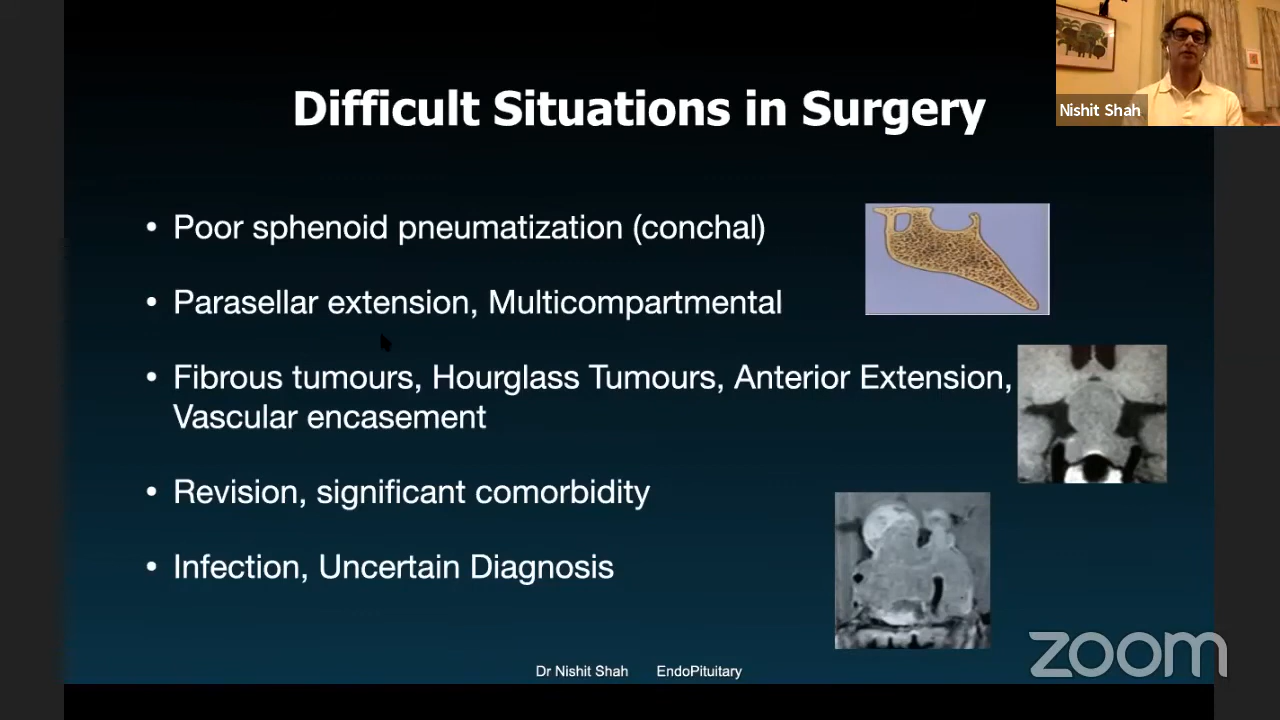 Difficult Situations in Surgery
Nishit Shah
• Poor sphenoid pneumatization (conchal)
• Parasellar extension, Multicompartmental
• Fibrous tumours, Hourglass Tumours, Anterior Extension,
Vascular encasement
• Revision, significant comorbidity
• Infection, Uncertain Diagnosis
Dr Nishit Shah EndoPituitary
zoom